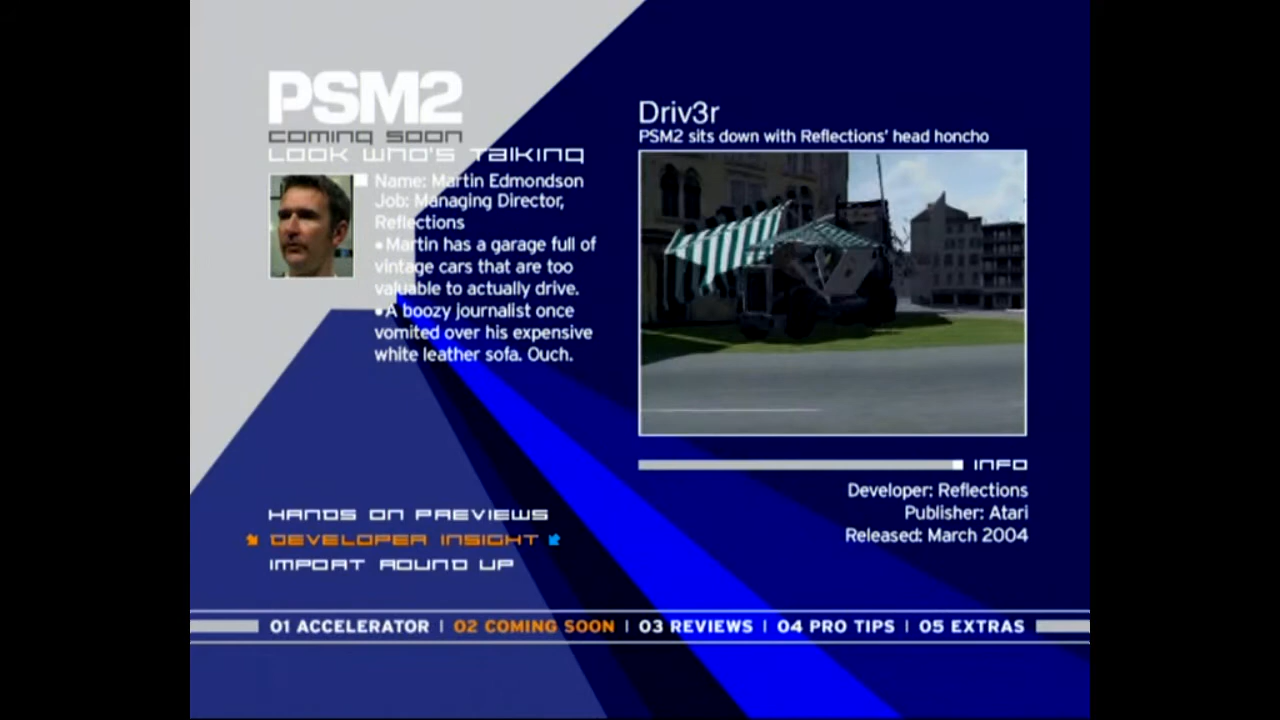 PSM2
COMING SOON
LOOK WHO'S TALKING
Name: Martin Edmondson
Job: Managing Director,
Reflections
•Martin has a garage full of
vintage cars that are too
valuable to actually drive.
•A boozy journalist once
vomited over his expensive
white leather sofa. Ouch.
Driv3r
PSM2 sits down with Reflections' head honcho
INFO
Developer: Reflections
Publisher: Atari
Released: March 2004
HANDS ON PREVIEWS
DEVELOPER INSIGHT
IMPORT ROUND UP
01 ACCELERATOR | 02 COMING SOON | 03 REVIEWS | 04 PRO TIPS | 05 EXTRAS